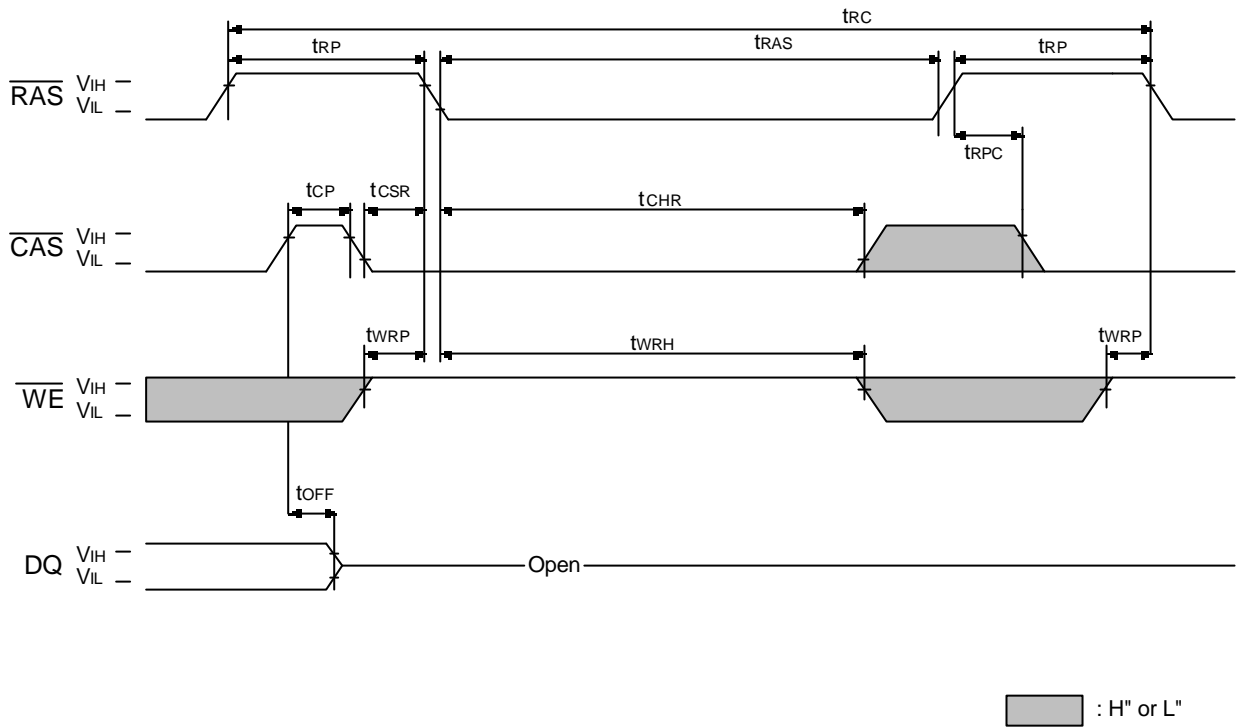 tRC
tRP tRAS tRP
RAS VIH
VIL
tRPC
tCP tCSR tCHR
CAS VIH
VIL
tWRP tWRH tWRP
WE VIH
VIL
tOFF
DQ VIH
VIL
Open
: H" or L"